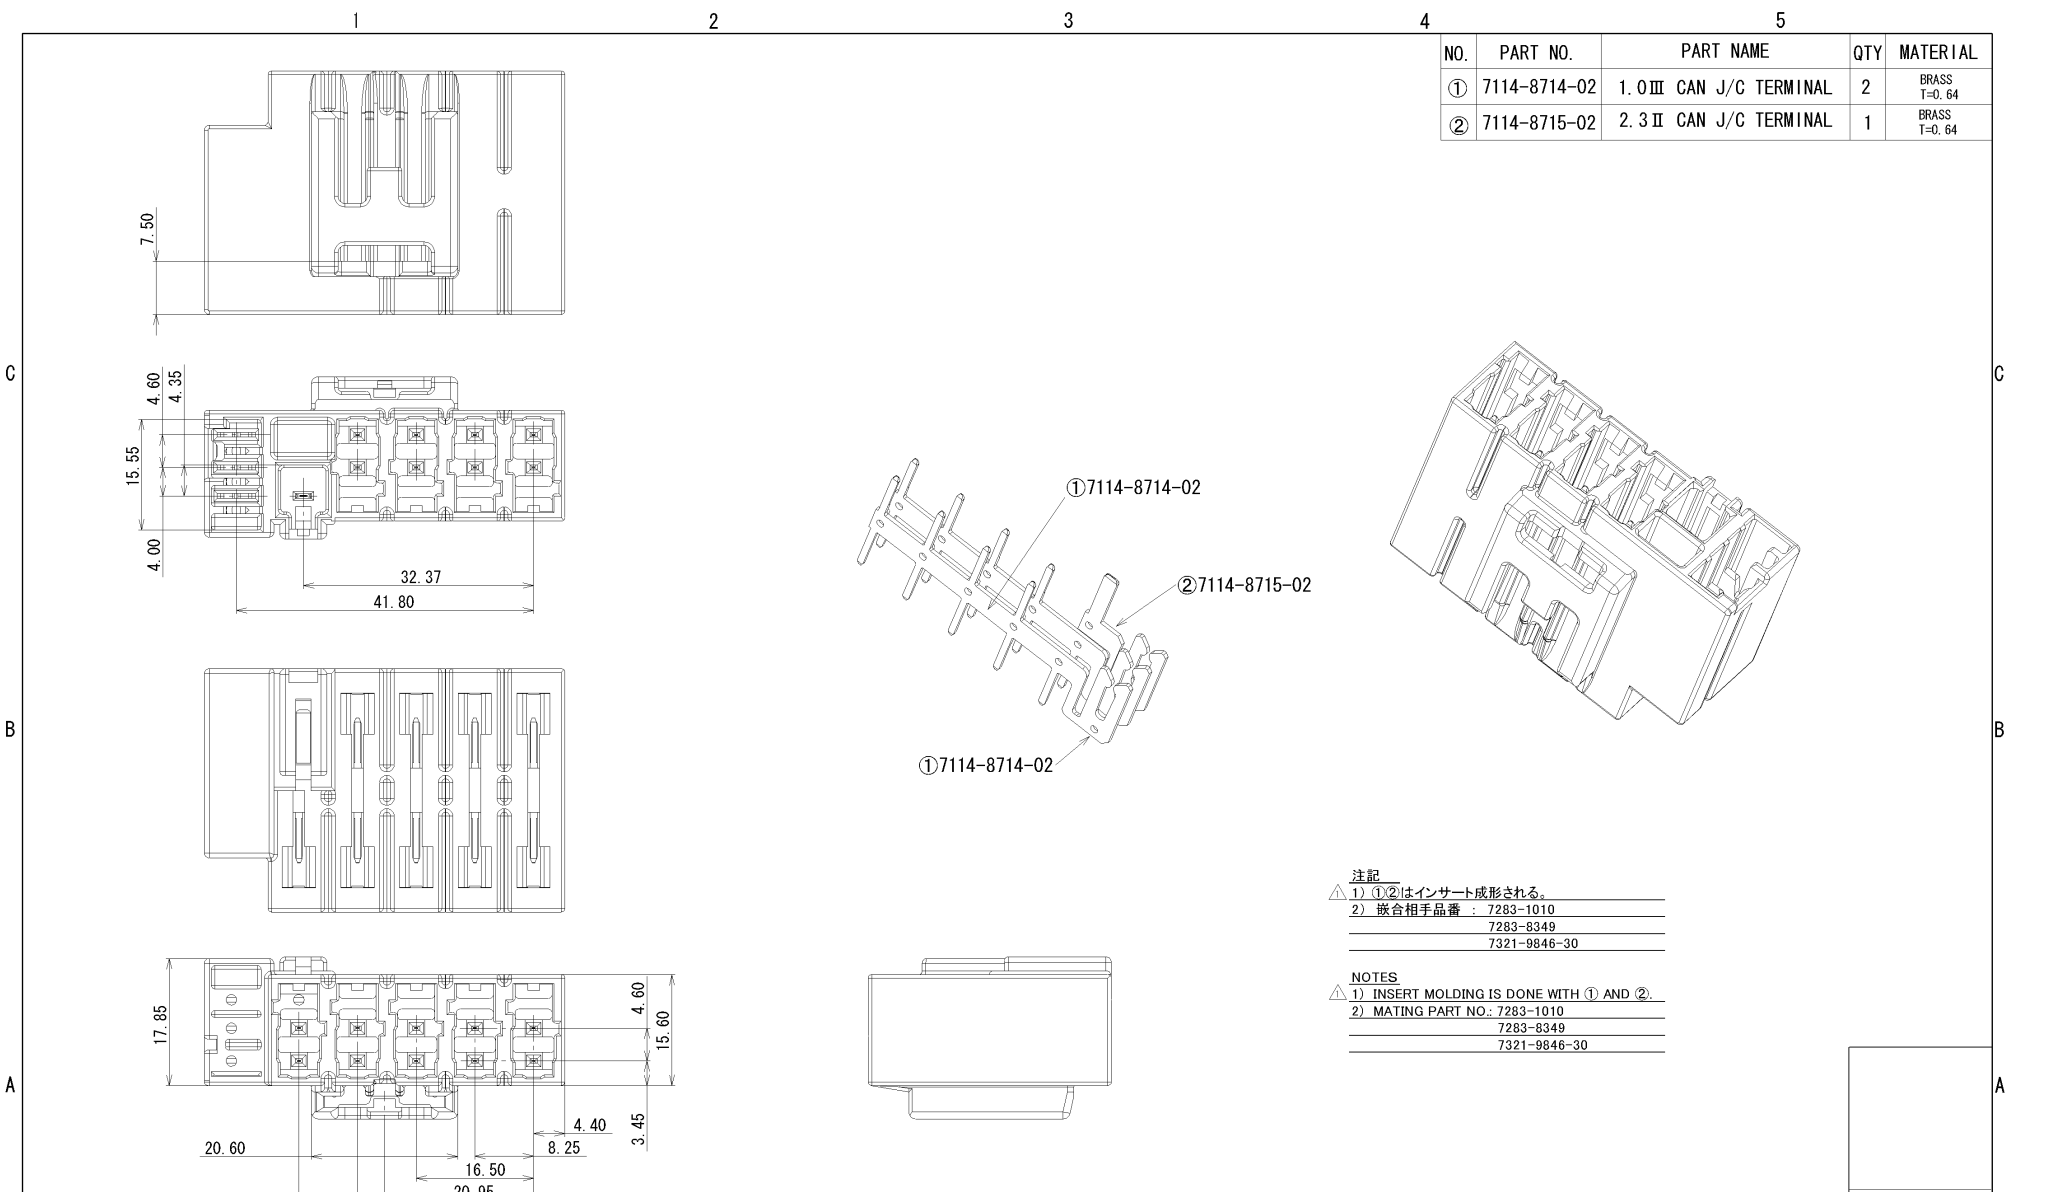 1 2 3 4 5
NO. PART NO. PART NAME QTY MATERIAL
① 7114-8714-02 1.0Ⅲ CAN J/C TERMINAL 2 BRASS T=0.64
② 7114-8715-02 2.3Ⅱ CAN J/C TERMINAL 1 BRASS T=0.64
7.50
C C
4.60
4.35
15.55
4.00
32.37
41.80
①7114-8714-02
②7114-8715-02
①7114-8714-02
B B
注記
1 1) ①②はインサート成形される。
2) 嵌合相手品番 : 7283-1010
7283-8349
7321-9846-30
NOTES
1 1) INSERT MOLDING IS DONE WITH ① AND ②.
2) MATING PART NO.: 7283-1010
7283-8349
7321-9846-30
17.85
4.60
15.60
A A
3.45
4.40
20.60
8.25
16.50
20.95